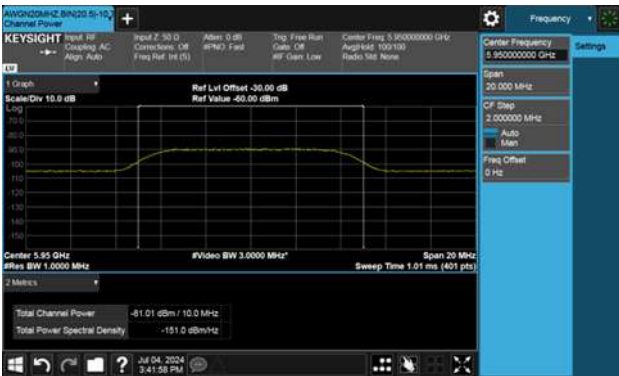 AWGN20MHZ.BIN(20.5)-10,
Channel Power
Frequency
KEYSIGHT
Input: RF
Coupling: AC
Align: Auto
Input Z: 50 Ω
Corrections: Off
Freq Ref: Int (S)
Atten: 0 dB
#PNO: Fast
Trig: Free Run
Gate: Off
#IF Gain: Low
Center Freq: 5.950000000 GHz
Avg|Hold: 100/100
Radio Std: None
Center Frequency
5.950000000 GHz
Settings
Span
20.000 MHz
CF Step
2.000000 MHz
Auto
Man
Freq Offset
0 Hz
1 Graph
Scale/Div 10.0 dB
Ref Lvl Offset -30.00 dB
Ref Value -60.00 dBm
Log
-70.0
-80.0
-90.0
-100
-110
-120
-130
-140
-150
Center 5.95 GHz
#Res BW 1.0000 MHz
#Video BW 3.0000 MHz*
Span 20 MHz
Sweep Time 1.01 ms (401 pts)
2 Metrics
Total Channel Power -81.01 dBm / 10.0 MHz
Total Power Spectral Density -151.0 dBm/Hz
?
Jul 04, 2024
3:41:58 PM